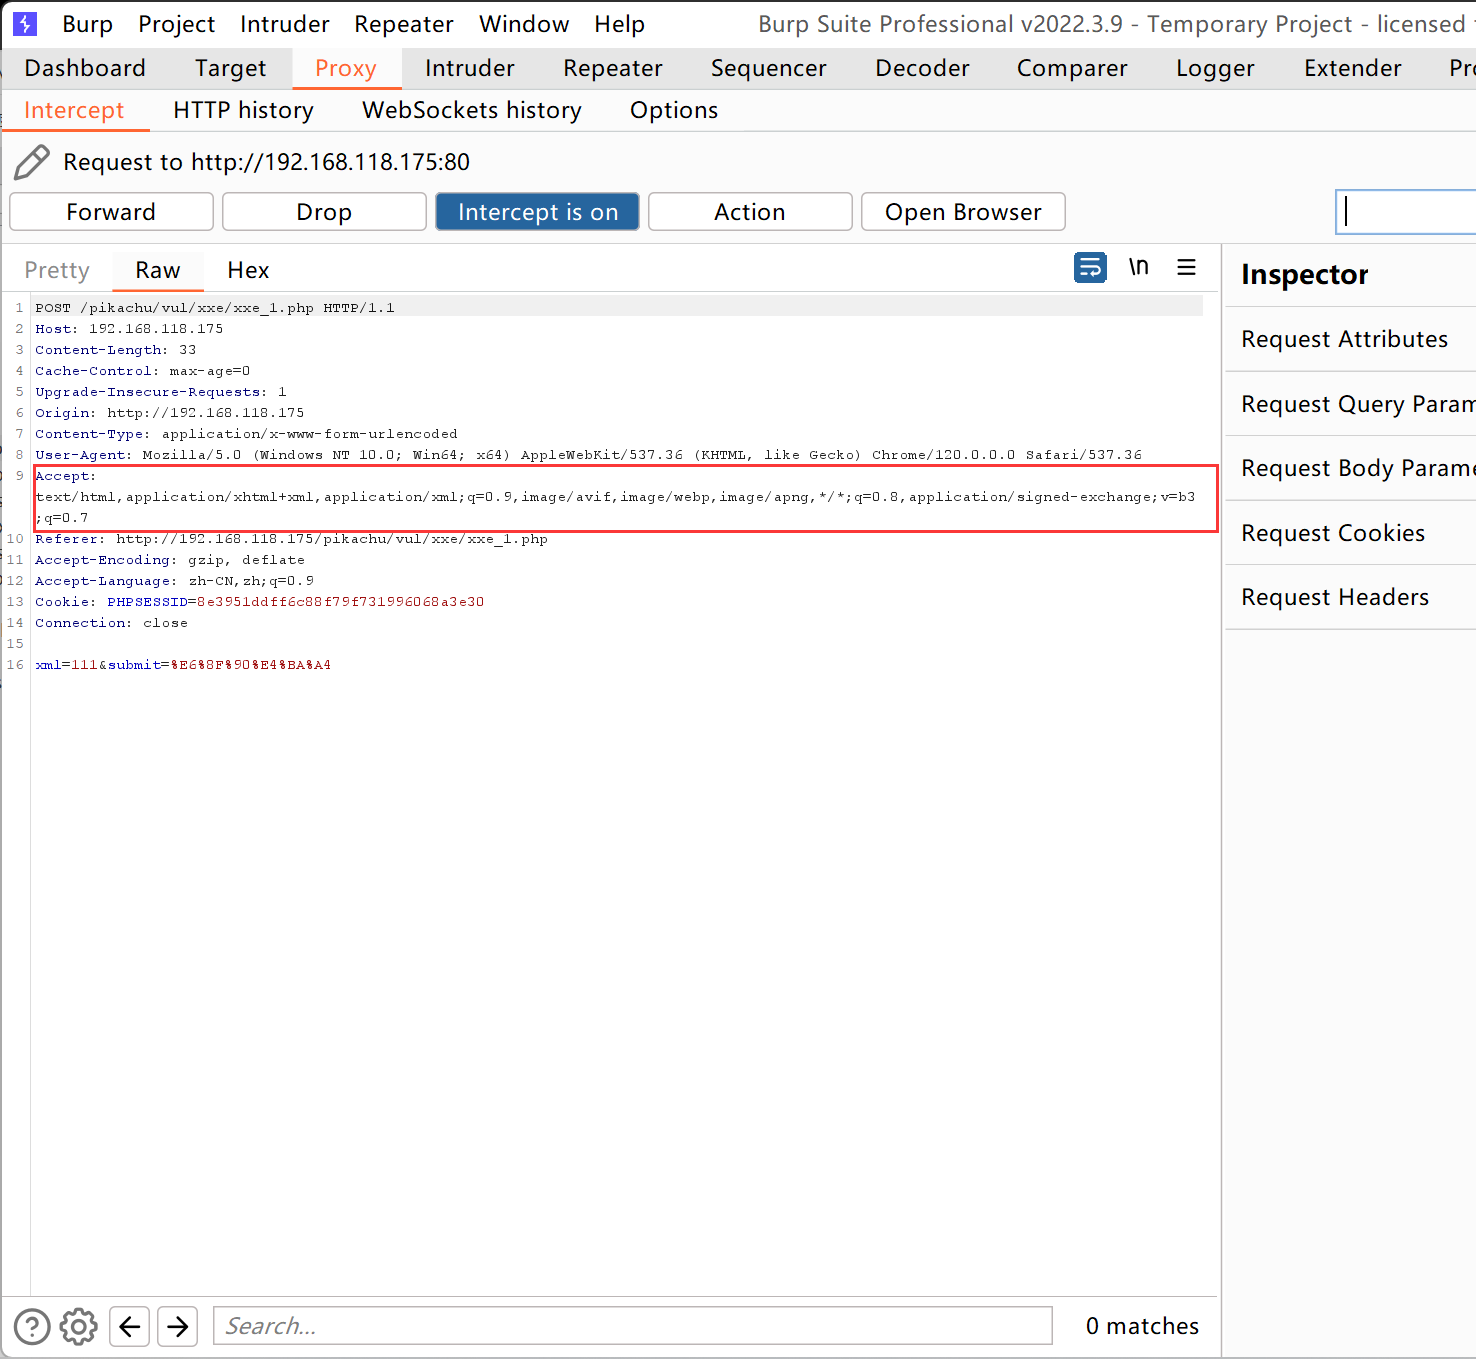 Burp Project Intruder Repeater Window Help Burp Suite Professional v2022.3.9 - Temporary Project - licensed
Dashboard Target Proxy Intruder Repeater Sequencer Decoder Comparer Logger Extender
Intercept HTTP history WebSockets history Options
Request to http://192.168.118.175:80
Forward Drop Intercept is on Action Open Browser
Pretty Raw Hex \n
Inspector
1 POST /pikachu/vul/xxe/xxe_1.php HTTP/1.1
2 Host: 192.168.118.175
3 Content-Length: 33
4 Cache-Control: max-age=0
5 Upgrade-Insecure-Requests: 1
6 Origin: http://192.168.118.175
7 Content-Type: application/x-www-form-urlencoded
8 User-Agent: Mozilla/5.0 (Windows NT 10.0; Win64; x64) AppleWebKit/537.36 (KHTML, like Gecko) Chrome/120.0.0.0 Safari/537.36
9 Accept:
text/html,application/xhtml+xml,application/xml;q=0.9,image/avif,image/webp,image/apng,*/*;q=0.8,application/signed-exchange;v=b3
;q=0.7
10 Referer: http://192.168.118.175/pikachu/vul/xxe/xxe_1.php
11 Accept-Encoding: gzip, deflate
12 Accept-Language: zh-CN,zh;q=0.9
13 Cookie: PHPSESSID=8e3951ddff6c88f79f731996068a3e30
14 Connection: close
15
16 xml=111&submit=%E6%8F%90%E4%BA%A4
Request Attributes
Request Query Param
Request Body Parame
Request Cookies
Request Headers
Search...
0 matches